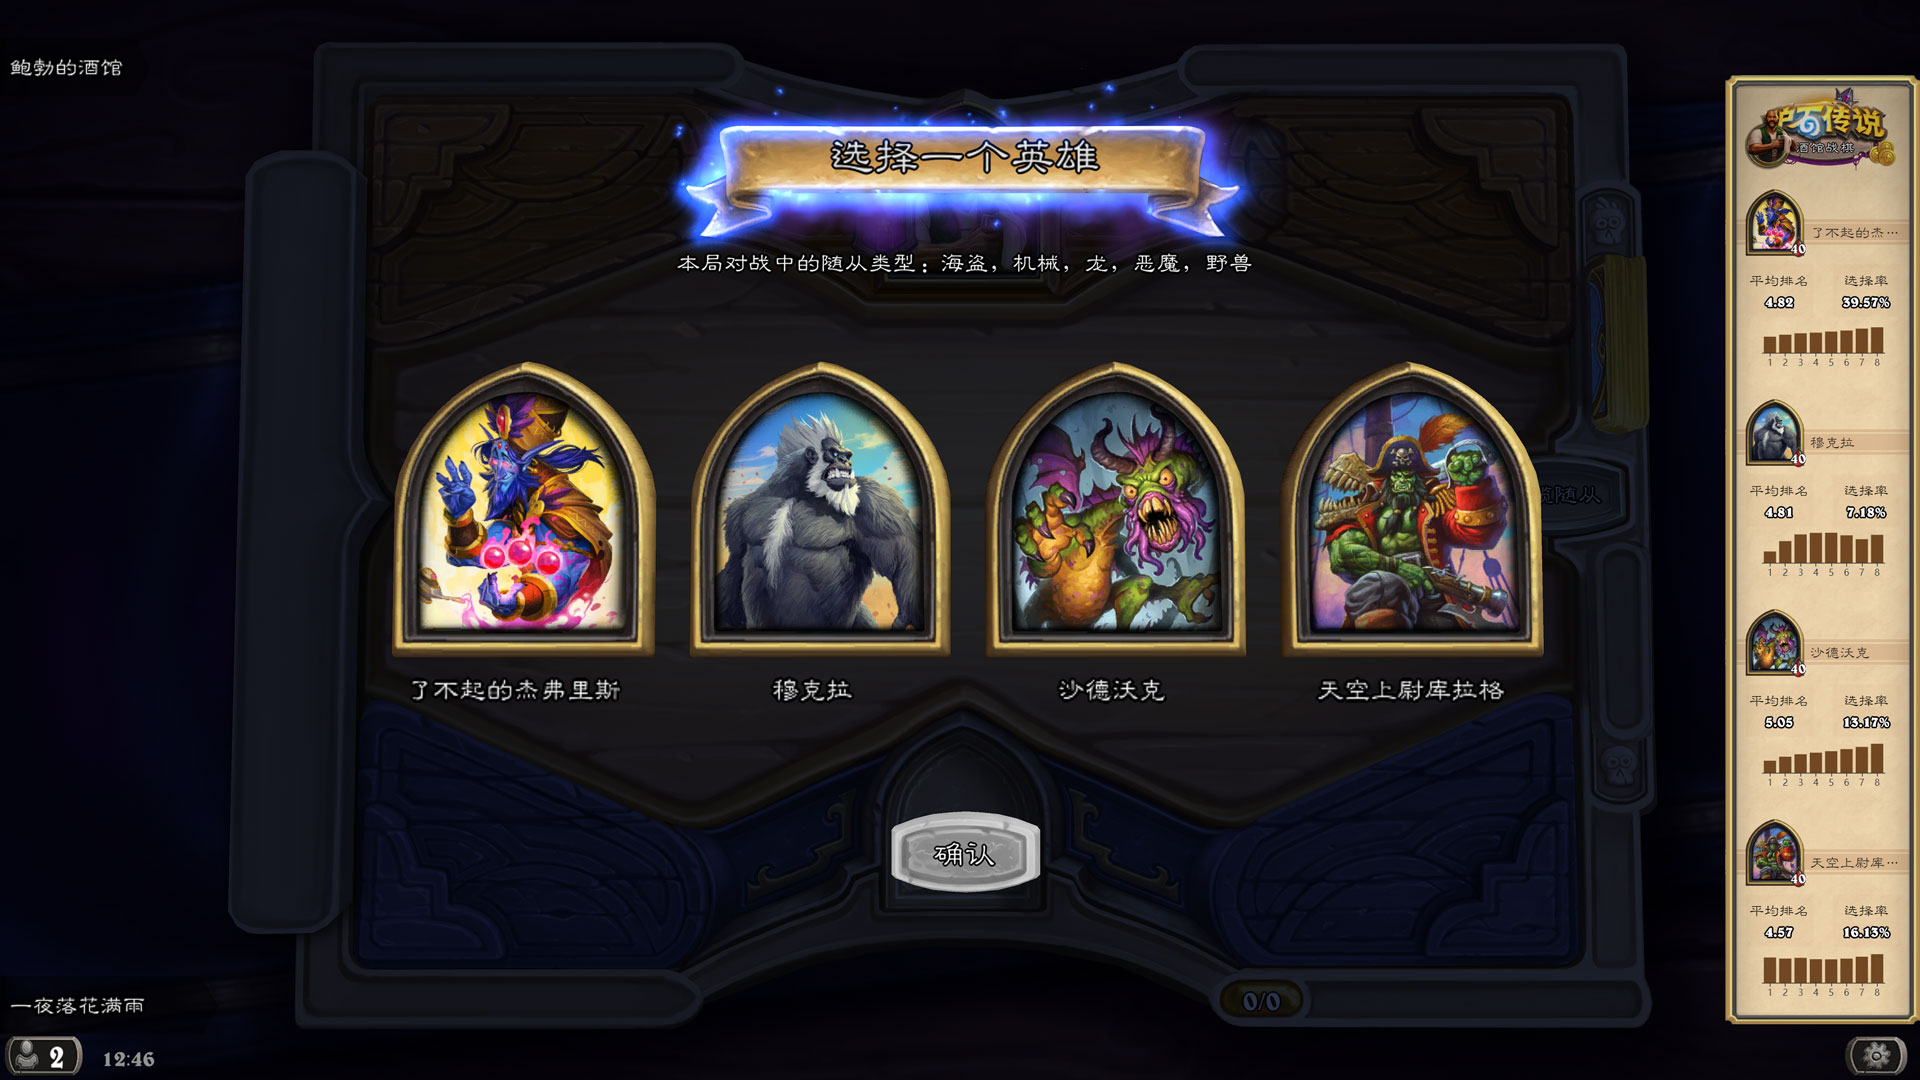 鲍勃的酒馆
选择一个英雄
本局对战中的随从类型：海盗，机械，龙，恶魔，野兽
了不起的杰弗里斯
穆克拉
沙德沃克
天空上尉库拉格
随从
确认
0/0
一夜落花满雨
2
12:46
炉石传说
酒馆战棋
了不起的杰…
40
平均排名 选择率
4.82 39.57%
1 2 3 4 5 6 7 8
穆克拉
40
平均排名 选择率
4.81 7.18%
1 2 3 4 5 6 7 8
沙德沃克
40
平均排名 选择率
5.05 13.17%
1 2 3 4 5 6 7 8
天空上尉库…
40
平均排名 选择率
4.57 16.13%
1 2 3 4 5 6 7 8